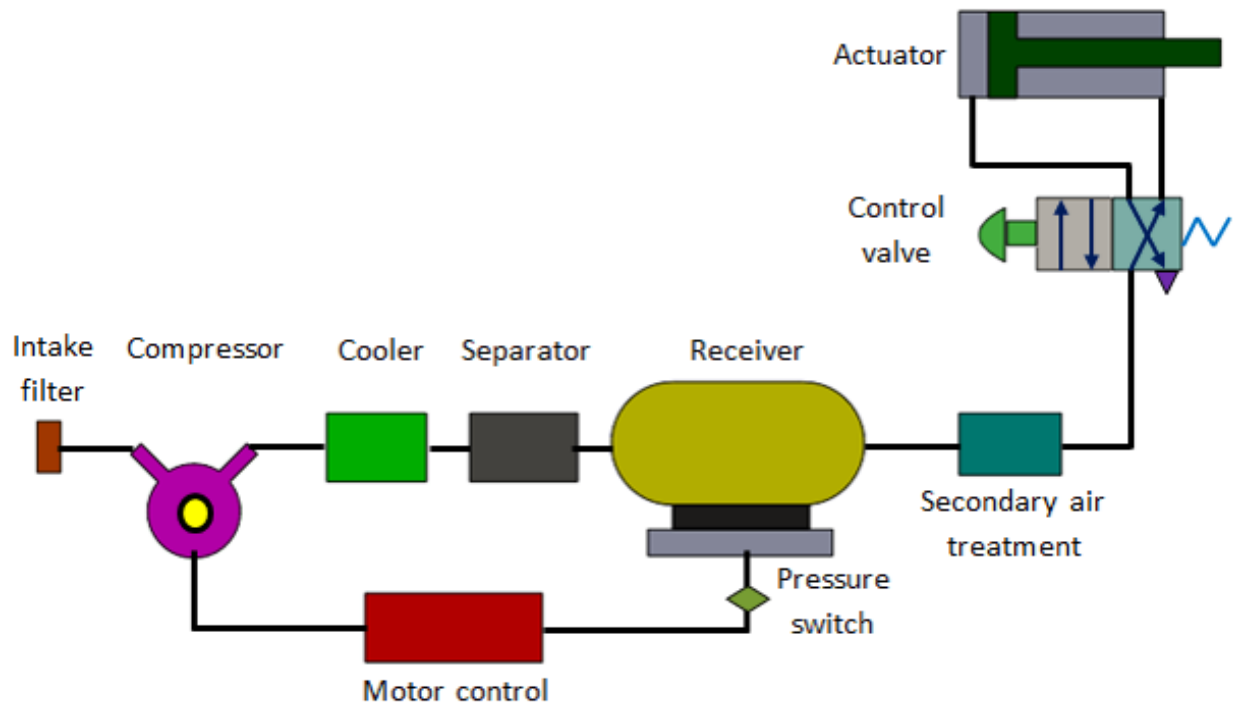 Actuator
Control
valve
Intake
filter
Compressor
Cooler
Separator
Receiver
Secondary air
treatment
Pressure
switch
Motor control